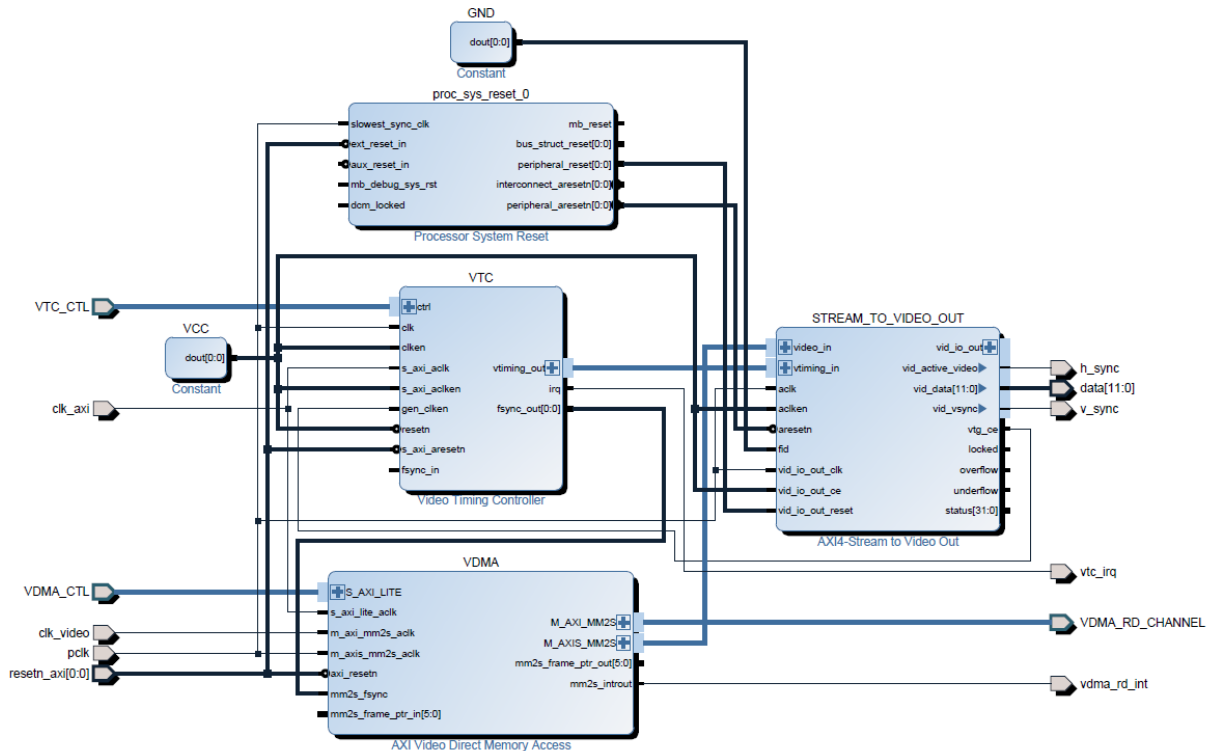 GND
dout[0:0]
Constant
proc_sys_reset_0
slowest_sync_clk
ext_reset_in
aux_reset_in
mb_debug_sys_rst
dcm_locked
mb_reset
bus_struct_reset[0:0]
peripheral_reset[0:0]
interconnect_aresetn[0:0]
peripheral_aresetn[0:0]
Processor System Reset
VTC_CTL
VCC
dout[0:0]
Constant
clk_axi
VTC
ctrl
clk
clken
s_axi_aclk
s_axi_aclken
gen_clken
resetn
s_axi_aresetn
fsync_in
vtiming_out
irq
fsync_out[0:0]
Video Timing Controller
STREAM_TO_VIDEO_OUT
video_in
vtiming_in
aclk
aclken
aresetn
fid
vid_io_out_clk
vid_io_out_ce
vid_io_out_reset
vid_io_out
vid_active_video
vid_data[11:0]
vid_vsync
vtg_ce
locked
overflow
underflow
status[31:0]
AXI4-Stream to Video Out
h_sync
data[11:0]
v_sync
VDMA_CTL
clk_video
pclk
resetn_axi[0:0]
VDMA
S_AXI_LITE
s_axi_lite_aclk
m_axi_mm2s_aclk
m_axis_mm2s_aclk
axi_resetn
mm2s_fsync
mm2s_frame_ptr_in[5:0]
M_AXI_MM2S
M_AXIS_MM2S
mm2s_frame_ptr_out[5:0]
mm2s_introut
AXI Video Direct Memory Access
vtc_irq
VDMA_RD_CHANNEL
vdma_rd_int